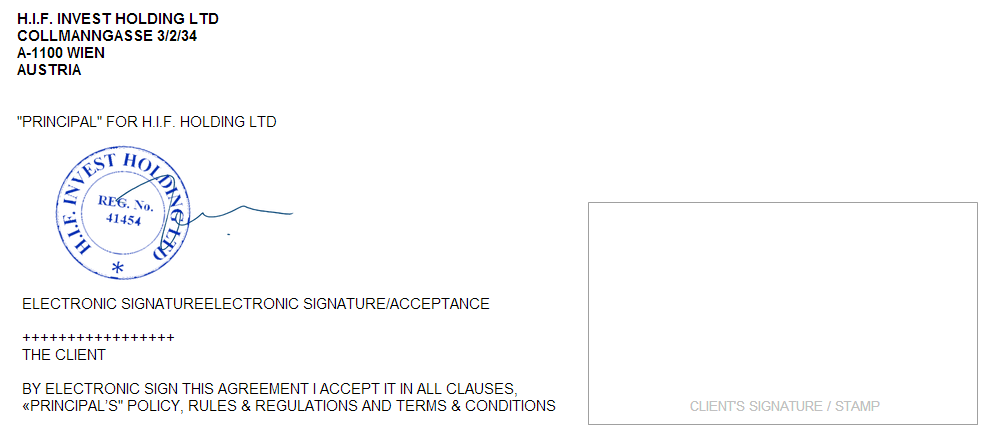 H.I.F. INVEST HOLDING LTD
COLLMANNGASSE 3/2/34
A-1100 WIEN
AUSTRIA
"PRINCIPAL" FOR H.I.F. HOLDING LTD
H.I.F. INVEST HOLDING LTD
REG. No.
41454
*
ELECTRONIC SIGNATUREELECTRONIC SIGNATURE/ACCEPTANCE
+++++++++++++++++
THE CLIENT
BY ELECTRONIC SIGN THIS AGREEMENT I ACCEPT IT IN ALL CLAUSES,
«PRINCIPAL'S" POLICY, RULES & REGULATIONS AND TERMS & CONDITIONS
CLIENT'S SIGNATURE / STAMP